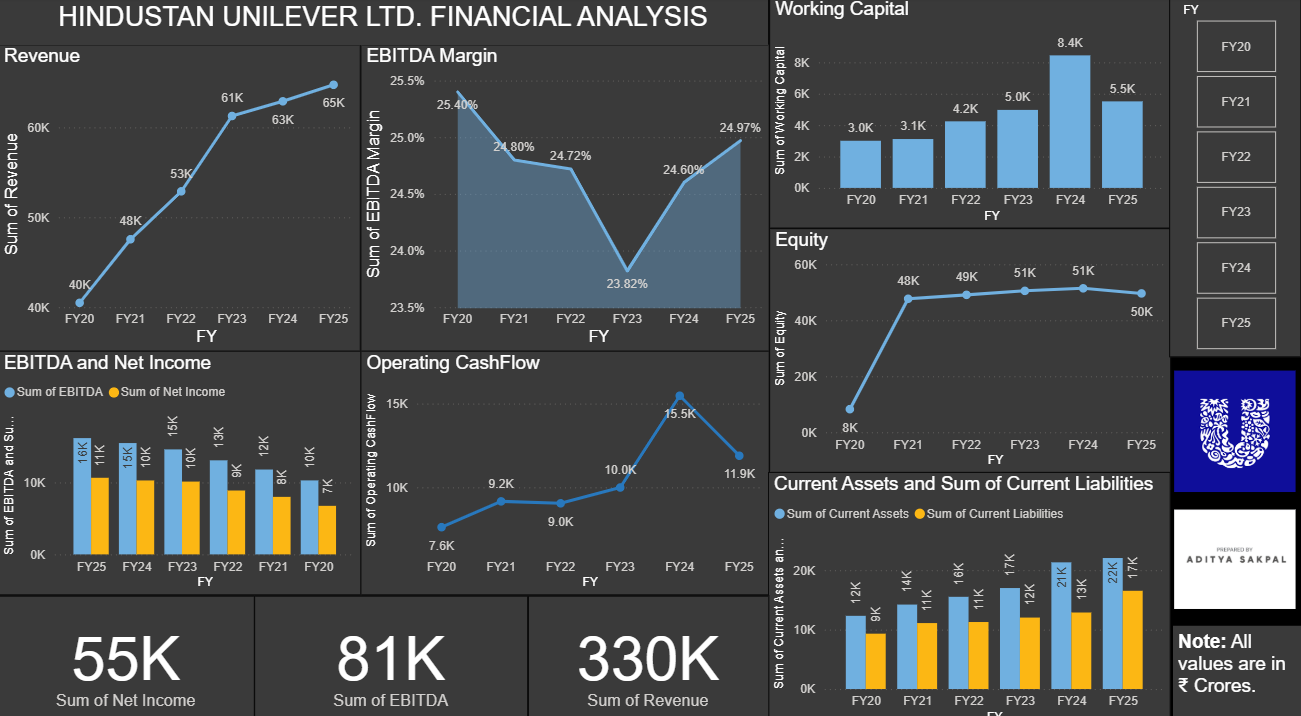 HINDUSTAN UNILEVER LTD. FINANCIAL ANALYSIS
Revenue
Sum of Revenue
60K
50K
40K
40K
48K
53K
61K
63K
65K
FY20 FY21 FY22 FY23 FY24 FY25
FY
EBITDA Margin
Sum of EBITDA Margin
25.5%
25.0%
24.5%
24.0%
23.5%
25.40%
24.80%
24.72%
23.82%
24.60%
24.97%
FY20 FY21 FY22 FY23 FY24 FY25
FY
Working Capital
Sum of Working Capital
8K
6K
4K
2K
0K
3.0K
3.1K
4.2K
5.0K
8.4K
5.5K
FY20 FY21 FY22 FY23 FY24 FY25
FY
FY
FY20
FY21
FY22
FY23
FY24
FY25
EBITDA and Net Income
Sum of EBITDA Sum of Net Income
Sum of EBITDA and Su...
10K
0K
16K 11K
15K 10K
15K 10K
13K 9K
12K 8K
10K 7K
FY25 FY24 FY23 FY22 FY21 FY20
FY
Operating CashFlow
Sum of Operating CashFlow
15K
10K
7.6K
9.2K
9.0K
10.0K
15.5K
11.9K
FY20 FY21 FY22 FY23 FY24 FY25
FY
Equity
Sum of Equity
60K
40K
20K
0K
8K
48K
49K
51K
51K
50K
FY20 FY21 FY22 FY23 FY24 FY25
FY
Current Assets and Sum of Current Liabilities
Sum of Current Assets Sum of Current Liabilities
Sum of Current Assets an...
20K
10K
0K
12K 9K
14K 11K
16K 11K
17K 12K
21K 13K
22K 17K
FY20 FY21 FY22 FY23 FY24 FY25
FY
55K
Sum of Net Income
81K
Sum of EBITDA
330K
Sum of Revenue
PREPARED BY
ADITYA SAKPAL
Note: All
values are in
₹ Crores.